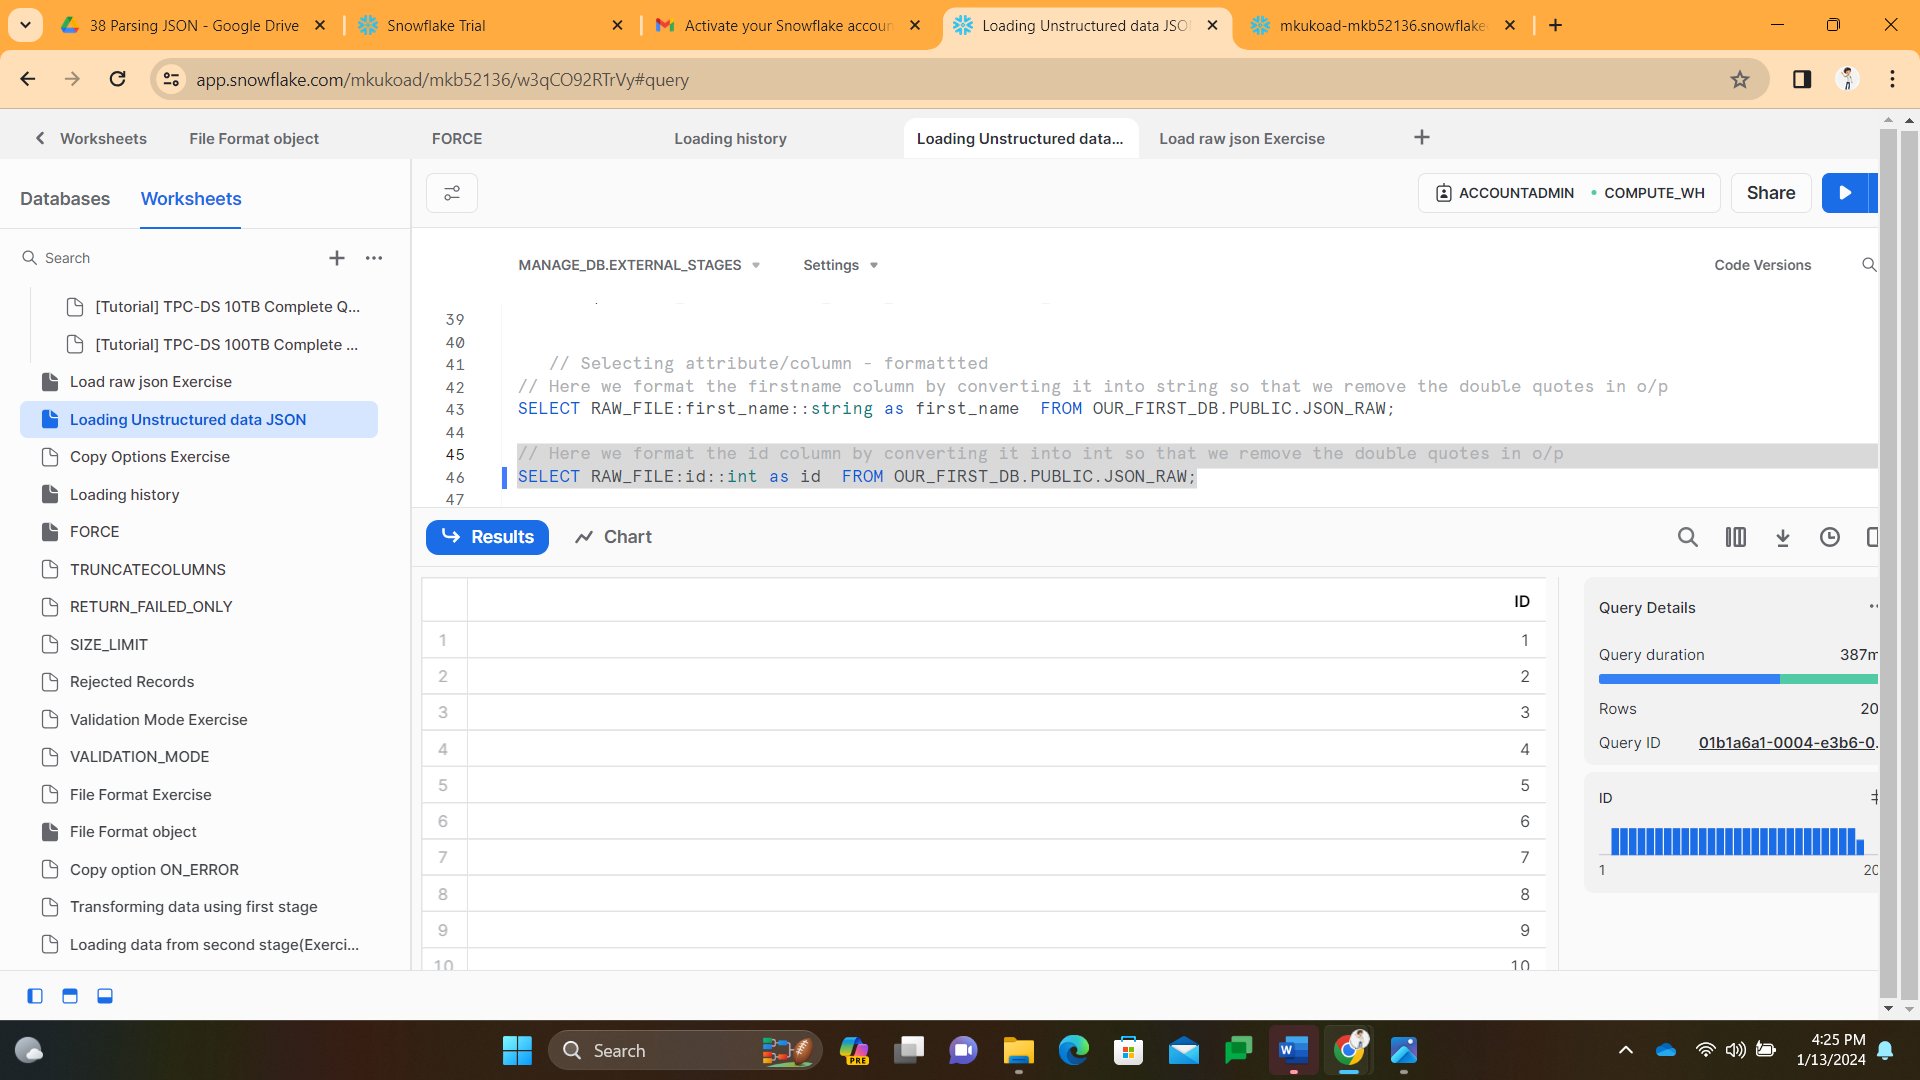 38 Parsing JSON - Google Drive
Snowflake Trial
Activate your Snowflake accoun
Loading Unstructured data JSO
mkukoad-mkb52136.snowflake
app.snowflake.com/mkukoad/mkb52136/w3qCO92RTrVy#query
Worksheets
File Format object
FORCE
Loading history
Loading Unstructured data...
Load raw json Exercise
Databases
Worksheets
ACCOUNTADMIN
COMPUTE_WH
Share
Search
MANAGE_DB.EXTERNAL_STAGES
Settings
Code Versions
[Tutorial] TPC-DS 10TB Complete Q...
[Tutorial] TPC-DS 100TB Complete ...
Load raw json Exercise
Loading Unstructured data JSON
Copy Options Exercise
Loading history
FORCE
TRUNCATECOLUMNS
RETURN_FAILED_ONLY
SIZE_LIMIT
Rejected Records
Validation Mode Exercise
VALIDATION_MODE
File Format Exercise
File Format object
Copy option ON_ERROR
Transforming data using first stage
Loading data from second stage(Exerci...
39
40
41 // Selecting attribute/column - formattted
42 // Here we format the firstname column by converting it into string so that we remove the double quotes in o/p
43 SELECT RAW_FILE:first_name::string as first_name FROM OUR_FIRST_DB.PUBLIC.JSON_RAW;
44
45 // Here we format the id column by converting it into int so that we remove the double quotes in o/p
46 SELECT RAW_FILE:id::int as id FROM OUR_FIRST_DB.PUBLIC.JSON_RAW;
47
Results
Chart
ID
1 1
2 2
3 3
4 4
5 5
6 6
7 7
8 8
9 9
10 10
Query Details
Query duration 387m
Rows 20
Query ID 01b1a6a1-0004-e3b6-0.
ID #
1 20
Search
PRE
4:25 PM
1/13/2024